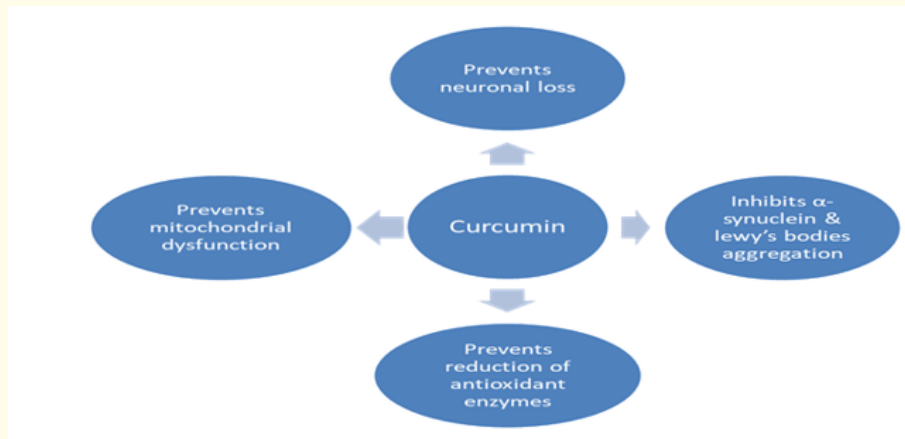 Prevents
neuronal loss
Prevents
mitochondrial
dysfunction
Curcumin
Inhibits α-
synuclein &
lewy's bodies
aggregation
Prevents
reduction of
antioxidant
enzymes